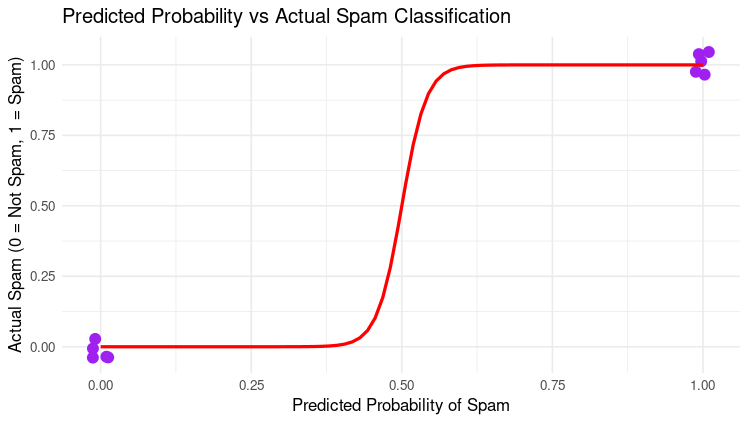 Predicted Probability vs Actual Spam Classification
Actual Spam (0 = Not Spam, 1 = Spam)
1.00
0.75
0.50
0.25
0.00
0.00 0.25 0.50 0.75 1.00
Predicted Probability of Spam